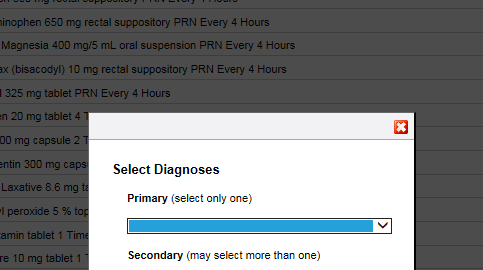 minophen 650 mg rectal suppository PRN Every 4 Hours
Magnesia 400 mg/5 mL oral suspension PRN Every 4 Hours
ax (bisacodyl) 10 mg rectal suppository PRN Every 4 Hours
325 mg tablet PRN Every 4 Hours
en 20 mg tablet 4 T
00 mg capsule 2 T
entin 300 mg caps
Laxative 8.6 mg ta
yl peroxide 5 % top
tamin tablet 1 Time
re 10 mg tablet 1 T
Select Diagnoses
Primary (select only one)
Secondary (may select more than one)